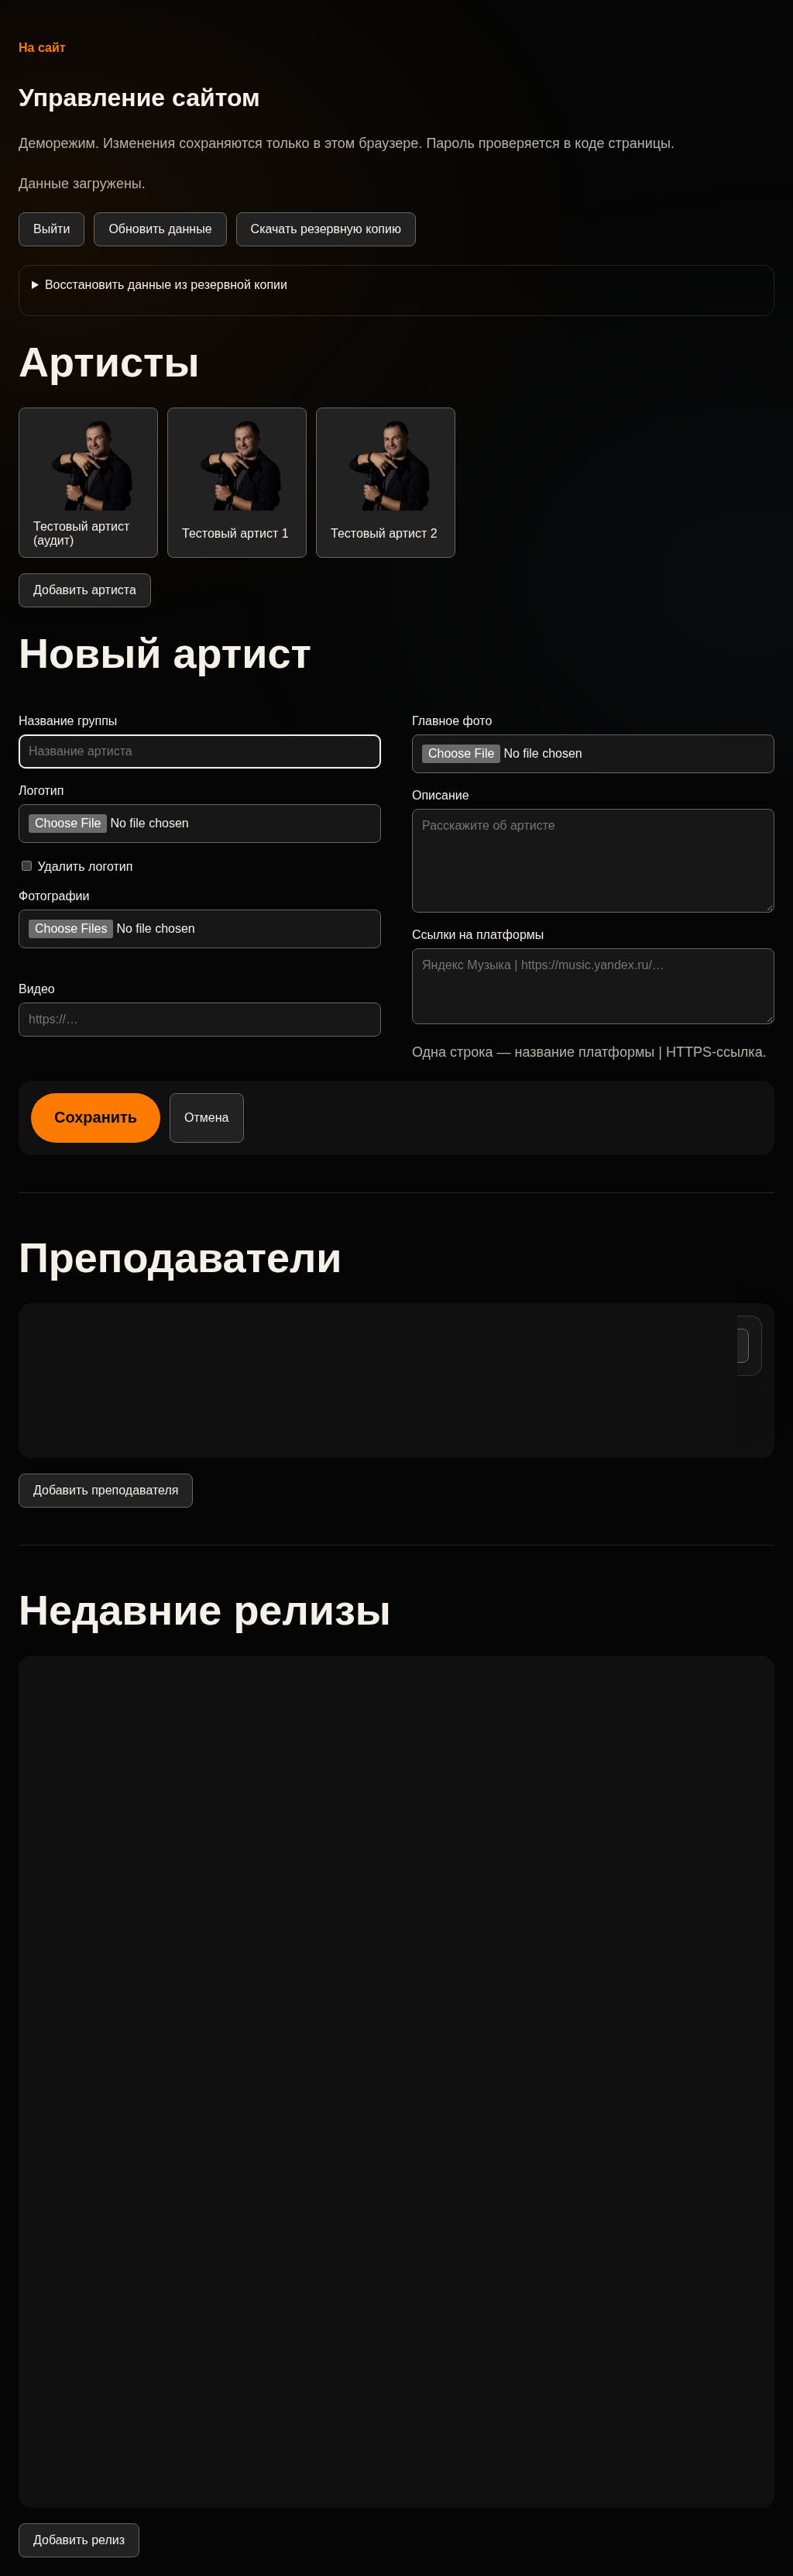 На сайт
Управление сайтом
Деморежим. Изменения сохраняются только в этом браузере. Пароль проверяется в коде страницы.
Данные загружены.
Выйти
Обновить данные
Скачать резервную копию
Восстановить данные из резервной копии
Артисты
Тестовый артист
(аудит)
Тестовый артист 1
Тестовый артист 2
Добавить артиста
Новый артист
Название группы
Название артиста
Логотип
Choose File No file chosen
Удалить логотип
Фотографии
Choose Files No file chosen
Видео
https://…
Главное фото
Choose File No file chosen
Описание
Расскажите об артисте
Ссылки на платформы
Яндекс Музыка | https://music.yandex.ru/…
Одна строка — название платформы | HTTPS-ссылка.
Сохранить
Отмена
Преподаватели
Добавить преподавателя
Недавние релизы
Добавить релиз